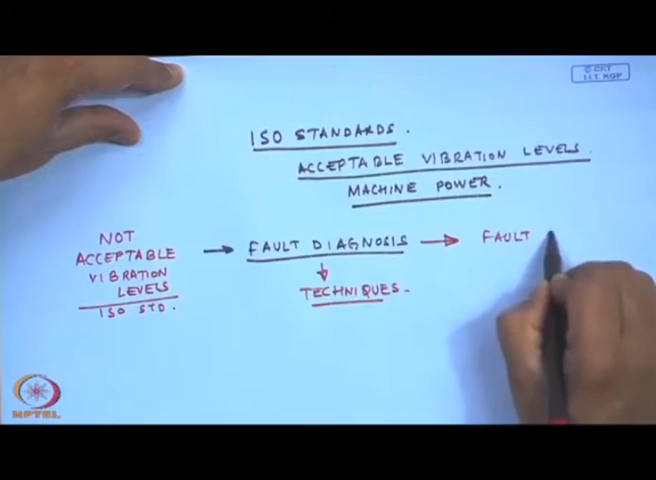 © CET
I.I.T. KGP
ISO STANDARDS.
ACCEPTABLE VIBRATION LEVELS.
MACHINE POWER.
NOT
ACCEPTABLE
VIBRATION
LEVELS
ISO STD.
→ FAULT DIAGNOSIS → FAULT
↓
TECHNIQUES.
NPTEL